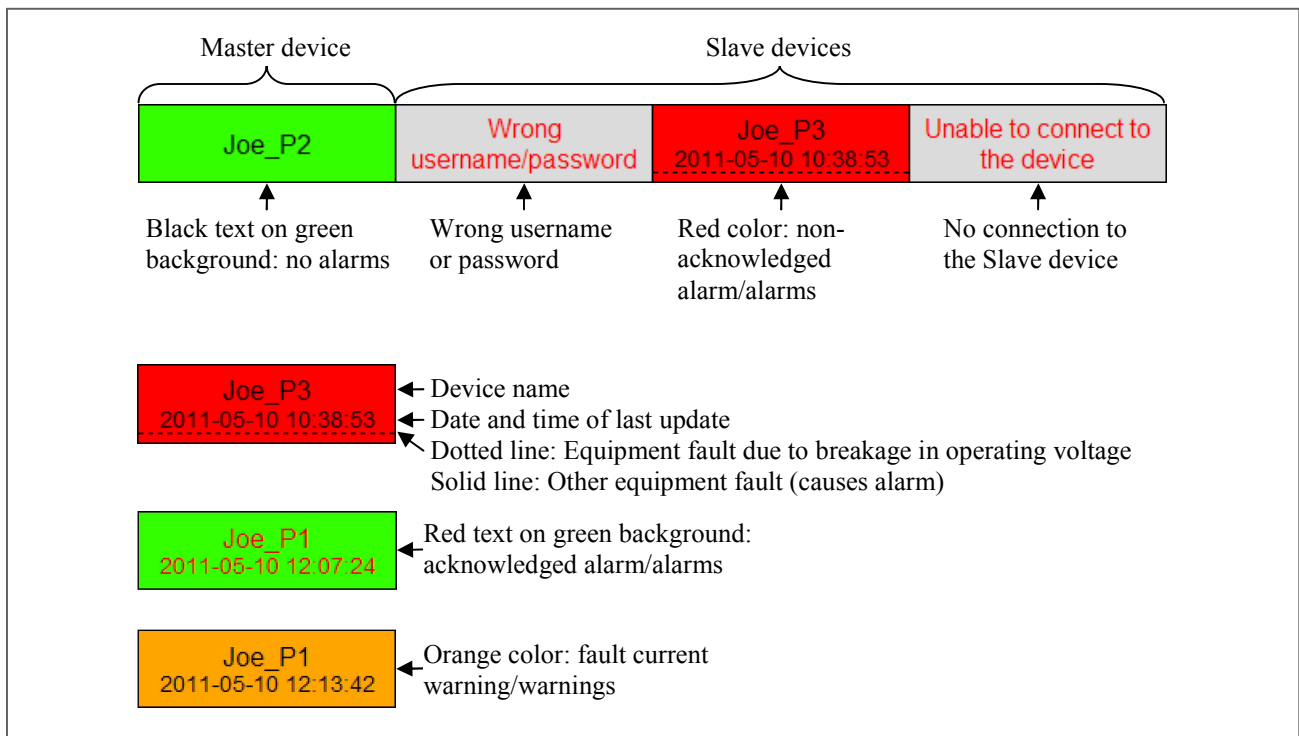 Master device
Slave devices
Joe_P2
Wrong
username/password
Joe_P3
2011-05-10 10:38:53
Unable to connect to
the device
Black text on green
background: no alarms
Wrong username
or password
Red color: non-
acknowledged
alarm/alarms
No connection to
the Slave device
Joe_P3
2011-05-10 10:38:53
Device name
Date and time of last update
Dotted line: Equipment fault due to breakage in operating voltage
Solid line: Other equipment fault (causes alarm)
Joe_P1
2011-05-10 12:07:24
Red text on green background:
acknowledged alarm/alarms
Joe_P1
2011-05-10 12:13:42
Orange color: fault current
warning/warnings